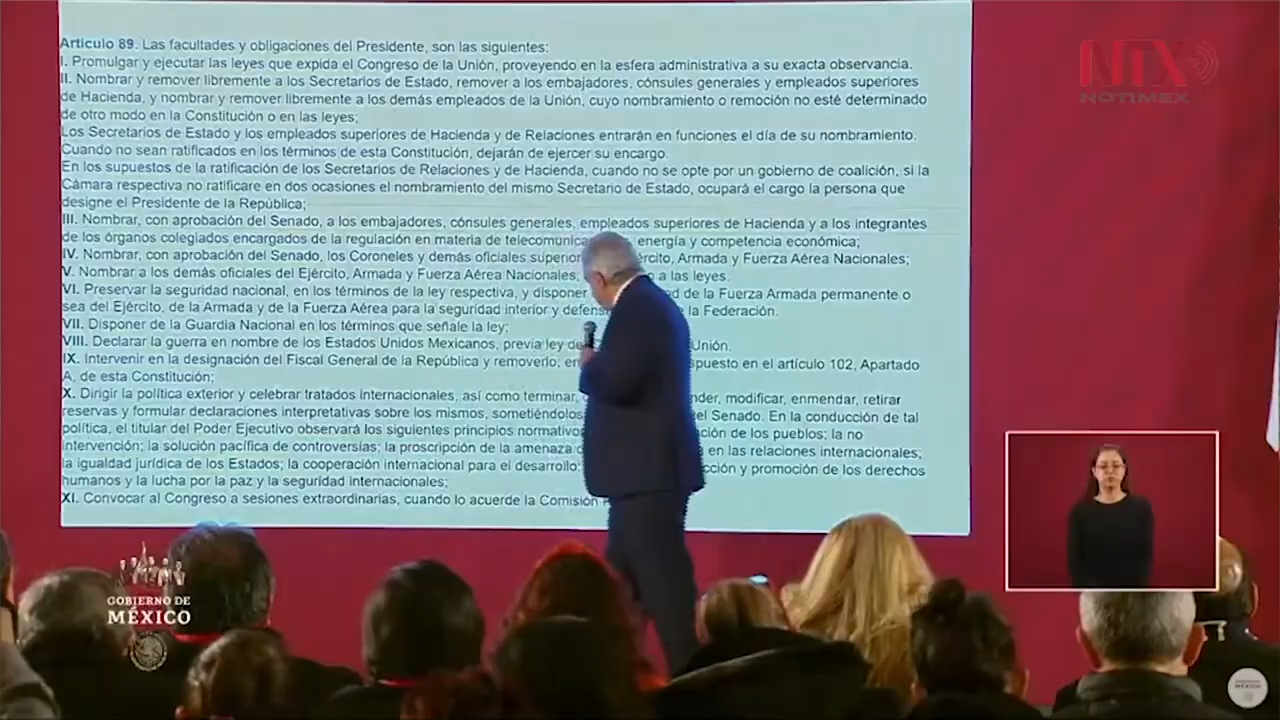 Artículo 89. Las facultades y obligaciones del Presidente, son las siguientes:
I. Promulgar y ejecutar las leyes que expida el Congreso de la Unión, proveyendo en la esfera administrativa a su exacta observancia.
II. Nombrar y remover libremente a los Secretarios de Estado, remover a los embajadores, cónsules generales y empleados superiores
de Hacienda, y nombrar y remover libremente a los demás empleados de la Unión, cuyo nombramiento o remoción no esté determinado
de otro modo en la Constitución o en las leyes;
Los Secretarios de Estado y los empleados superiores de Hacienda y de Relaciones entrarán en funciones el día de su nombramiento.
Cuando no sean ratificados en los términos de esta Constitución, dejarán de ejercer su encargo.
En los supuestos de la ratificación de los Secretarios de Relaciones y de Hacienda, cuando no se opte por un gobierno de coalición, si la
Cámara respectiva no ratificare en dos ocasiones el nombramiento del mismo Secretario de Estado, ocupará el cargo la persona que
designe el Presidente de la República;
III. Nombrar, con aprobación del Senado, a los embajadores, cónsules generales, empleados superiores de Hacienda y a los integrantes
de los órganos colegiados encargados de la regulación en materia de energía y competencia económica;
IV. Nombrar, con aprobación del Senado, los Coroneles y demás oficiales Armada y Fuerza Aérea Nacionales;
V. Nombrar a los demás oficiales del Ejército, Armada y Fuerza Aérea Nacionales, a las leyes.
VI. Preservar la seguridad nacional, en los términos de la ley respectiva, y disponer de la Fuerza Armada permanente o
sea del Ejército, de la Armada y de la Fuerza Aérea para la seguridad interior y la Federación.
VII. Disponer de la Guardia Nacional en los términos que señale la ley;
VIII. Declarar la guerra en nombre de los Estados Unidos Mexicanos, previa ley Unión.
IX. Intervenir en la designación del Fiscal General de la República y removerlo, en el artículo 102, Apartado
A, de esta Constitución;
X. Dirigir la política exterior y celebrar tratados internacionales, así como terminar, modificar, enmendar, retirar
reservas y formular declaraciones interpretativas sobre los mismos, Senado. En la conducción de tal
política, el titular del Poder Ejecutivo observará los siguientes principios de los pueblos; la no
intervención; la solución pacífica de controversias; la proscripción de la amenaza en las relaciones internacionales;
la igualdad jurídica de los Estados; la cooperación internacional para el desarrollo; y promoción de los derechos
humanos y la lucha por la paz y la seguridad internacionales;
XI. Convocar al Congreso a sesiones extraordinarias, cuando lo acuerde la Comisión
NTX
NOTIMEX
GOBIERNO DE
MÉXICO
MÉXICO